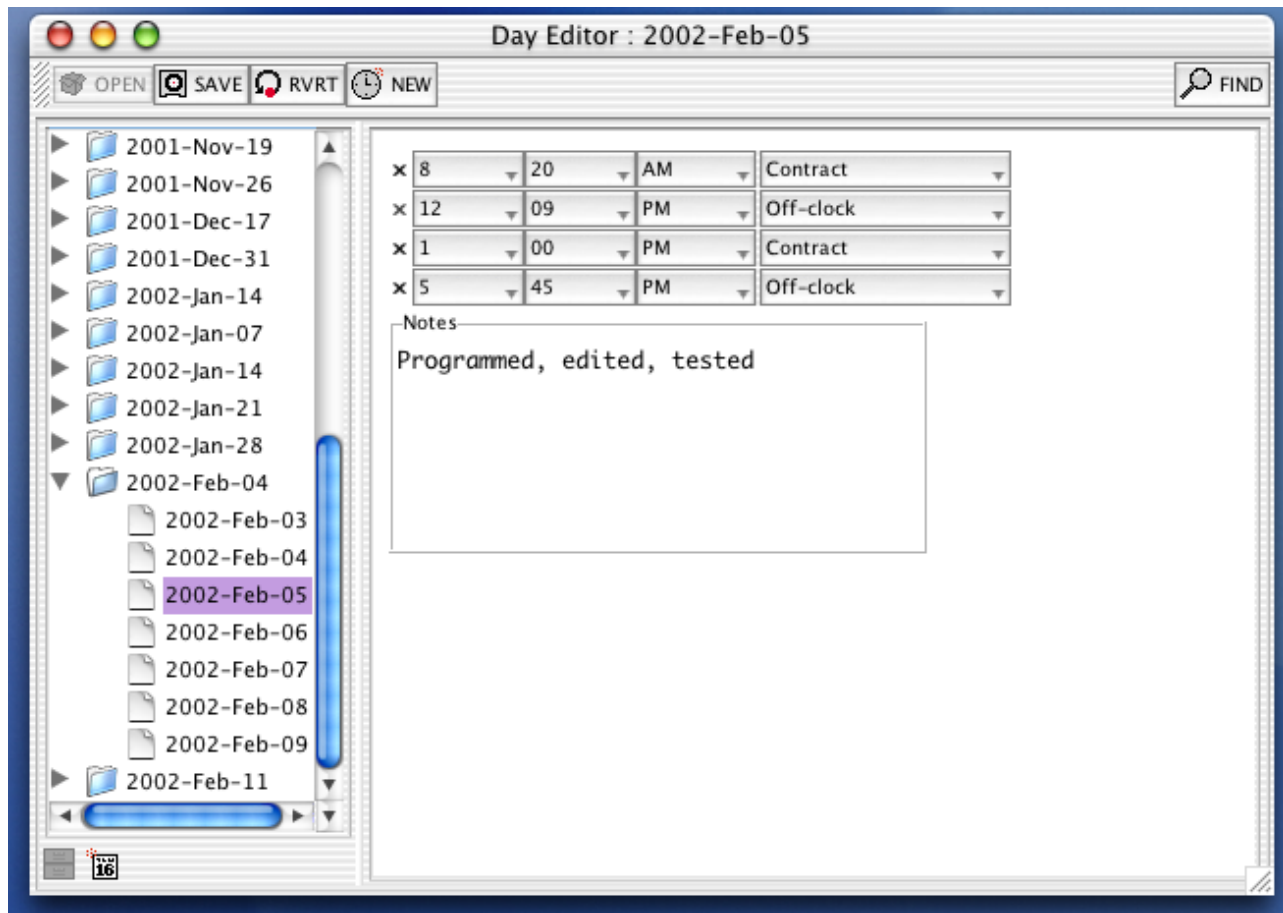 Day Editor : 2002-Feb-05
OPEN SAVE RVRT NEW FIND
2001-Nov-19
2001-Nov-26
2001-Dec-17
2001-Dec-31
2002-Jan-14
2002-Jan-07
2002-Jan-14
2002-Jan-21
2002-Jan-28
2002-Feb-04
2002-Feb-03
2002-Feb-04
2002-Feb-05
2002-Feb-06
2002-Feb-07
2002-Feb-08
2002-Feb-09
2002-Feb-11
16
8 20 AM Contract
12 09 PM Off-clock
1 00 PM Contract
5 45 PM Off-clock
Notes
Programmed, edited, tested